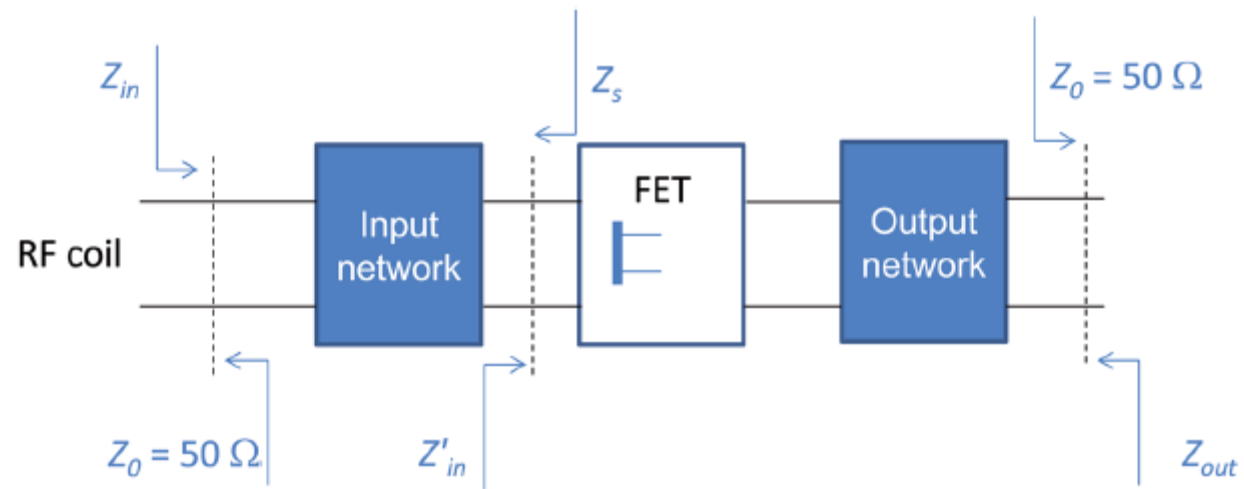 Z_in
Z_s
Z_0 = 50 Ω
FET
Input
network
Output
network
RF coil
Z_0 = 50 Ω
Z'_in
Z_out